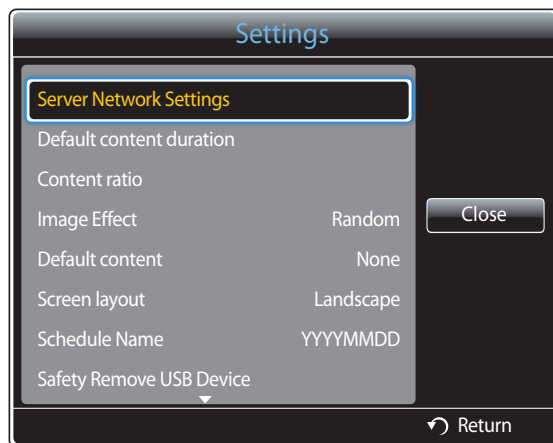 Settings
Server Network Settings
Default content duration
Content ratio
Image Effect Random
Default content None
Screen layout Landscape
Schedule Name YYYYMMDD
Safety Remove USB Device
Close
Return